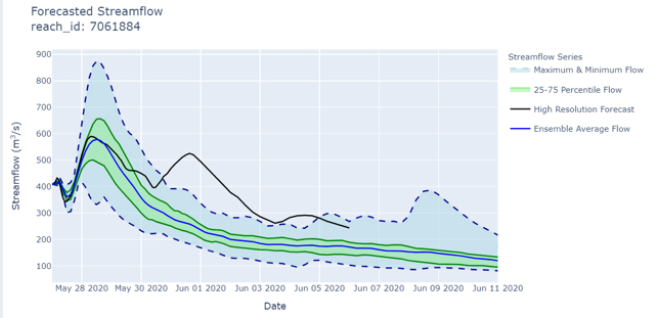 Forecasted Streamflow
reach_id: 7061884
Streamflow Series
Maximum & Minimum Flow
25-75 Percentile Flow
High Resolution Forecast
Ensemble Average Flow
Streamflow (m³/s)
900
800
700
600
500
400
300
200
100
May 28 2020 May 30 2020 Jun 01 2020 Jun 03 2020 Jun 05 2020 Jun 07 2020 Jun 09 2020 Jun 11 2020
Date